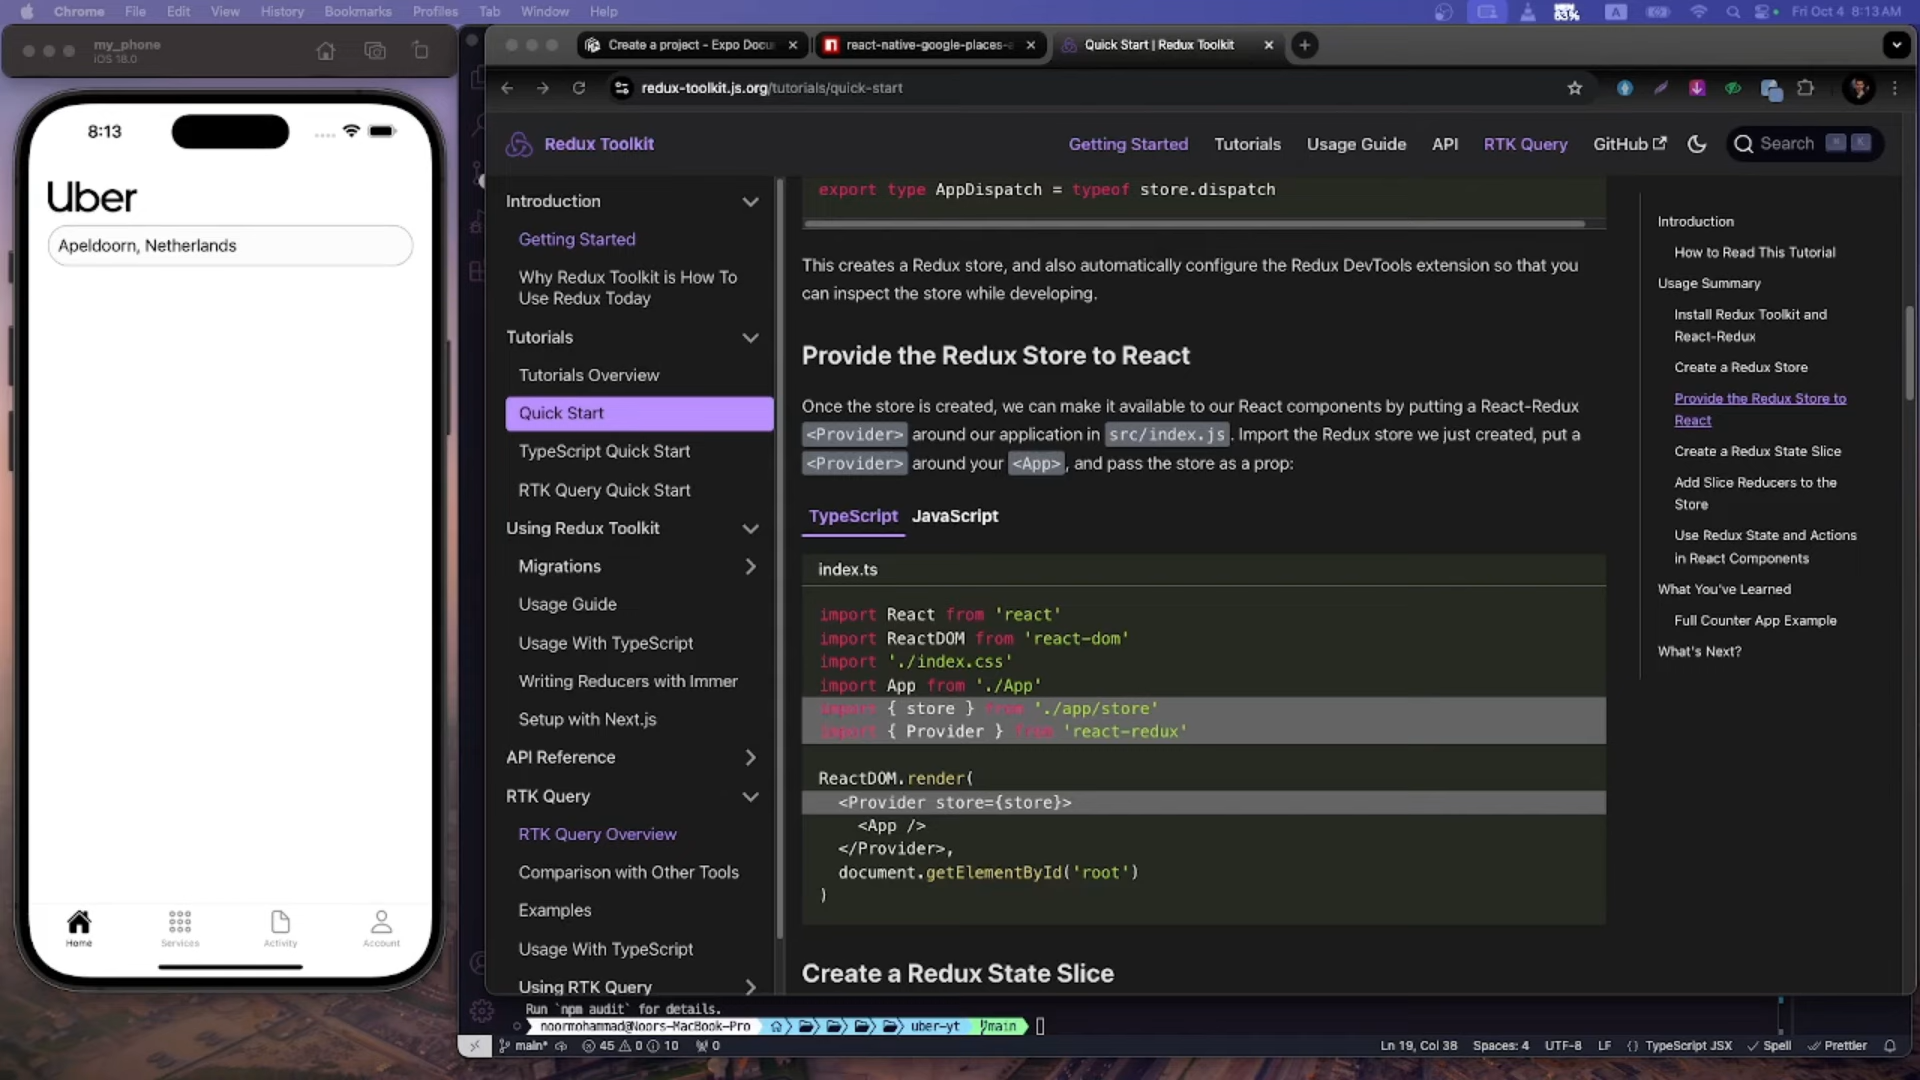 Chrome File Edit View History Bookmarks Profiles Tab Window Help
63%
A
Fri Oct 4 8:13 AM
my_phone
iOS 18.0
8:13
Uber
Apeldoorn, Netherlands
Home
Services
Activity
Account
Create a project - Expo Docu
react-native-google-places-a
Quick Start | Redux Toolkit
redux-toolkit.js.org/tutorials/quick-start
Redux Toolkit
Getting Started
Tutorials
Usage Guide
API
RTK Query
GitHub
Search
⌘ K
Introduction
Getting Started
Why Redux Toolkit is How To
Use Redux Today
Tutorials
Tutorials Overview
Quick Start
TypeScript Quick Start
RTK Query Quick Start
Using Redux Toolkit
Migrations
Usage Guide
Usage With TypeScript
Writing Reducers with Immer
Setup with Next.js
API Reference
RTK Query
RTK Query Overview
Comparison with Other Tools
Examples
Usage With TypeScript
Using RTK Query
export type AppDispatch = typeof store.dispatch
This creates a Redux store, and also automatically configure the Redux DevTools extension so that you
can inspect the store while developing.
Provide the Redux Store to React
Once the store is created, we can make it available to our React components by putting a React-Redux
<Provider> around our application in src/index.js. Import the Redux store we just created, put a
<Provider> around your <App>, and pass the store as a prop:
TypeScript JavaScript
index.ts
import React from 'react'
import ReactDOM from 'react-dom'
import './index.css'
import App from './App'
import { store } from './app/store'
import { Provider } from 'react-redux'
ReactDOM.render(
<Provider store={store}>
<App />
</Provider>,
document.getElementById('root')
)
Create a Redux State Slice
Introduction
How to Read This Tutorial
Usage Summary
Install Redux Toolkit and
React-Redux
Create a Redux Store
Provide the Redux Store to
React
Create a Redux State Slice
Add Slice Reducers to the
Store
Use Redux State and Actions
in React Components
What You've Learned
Full Counter App Example
What's Next?
Run `npm audit` for details.
noormohammad@Noors-MacBook-Pro
uber-yt
main
main*
45 0 10
0
Ln 19, Col 38
Spaces: 4
UTF-8
LF
{} TypeScript JSX
Spell
Prettier